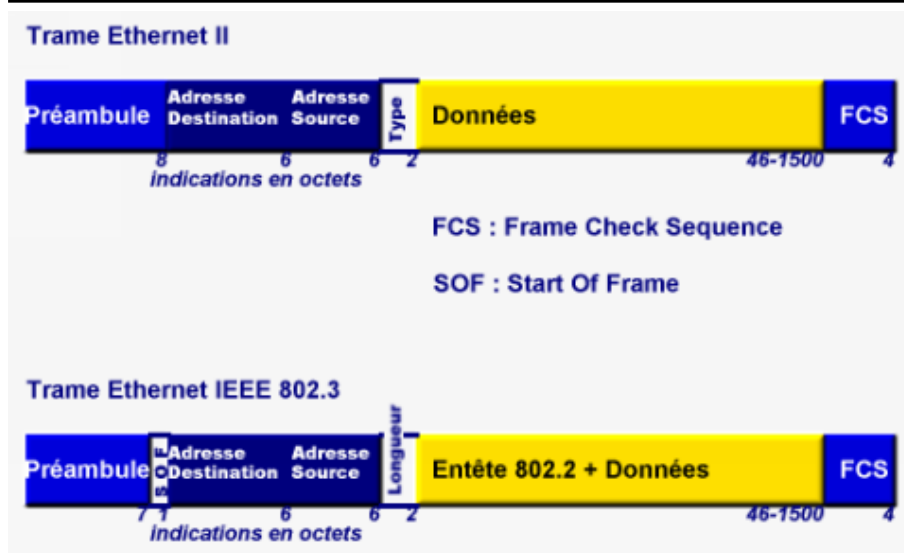 Trame Ethernet II
Préambule Adresse Destination Adresse Source Type Données FCS
8 6 6 2 46-1500 4
indications en octets
FCS : Frame Check Sequence
SOF : Start Of Frame
Trame Ethernet IEEE 802.3
Préambule SOF Adresse Destination Adresse Source Longueur Entête 802.2 + Données FCS
7 1 6 6 2 46-1500 4
indications en octets